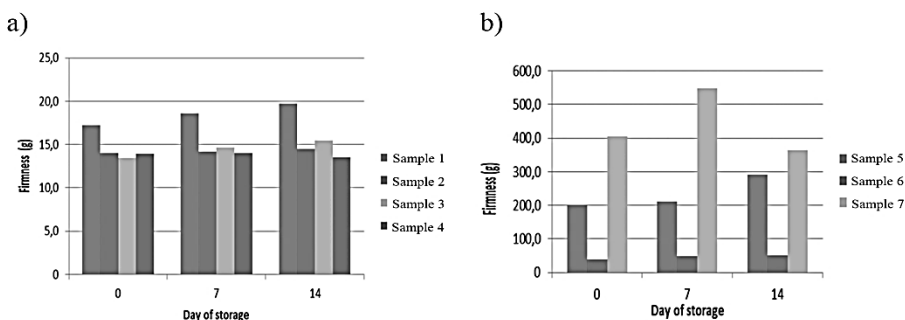 a)
25,0
20,0
15,0
10,0
5,0
0
Firmness (g)
0 7 14
Day of storage
Sample 1
Sample 2
Sample 3
Sample 4
b)
600,0
500,0
400,0
300,0
200,0
100,0
0,0
Firmness (g)
0 7 14
Day of storage
Sample 5
Sample 6
Sample 7